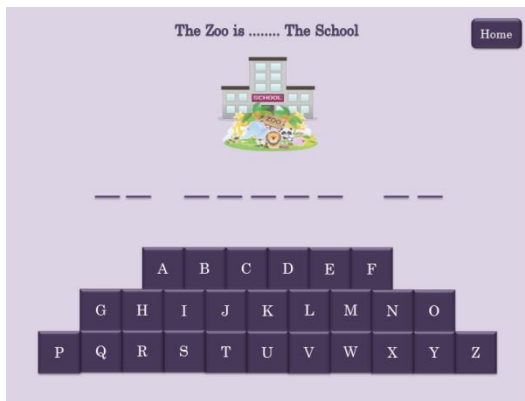 The Zoo is ........ The School
Home
SCHOOL
ZOO
A B C D E F
G H I J K L M N O
P Q R S T U V W X Y Z